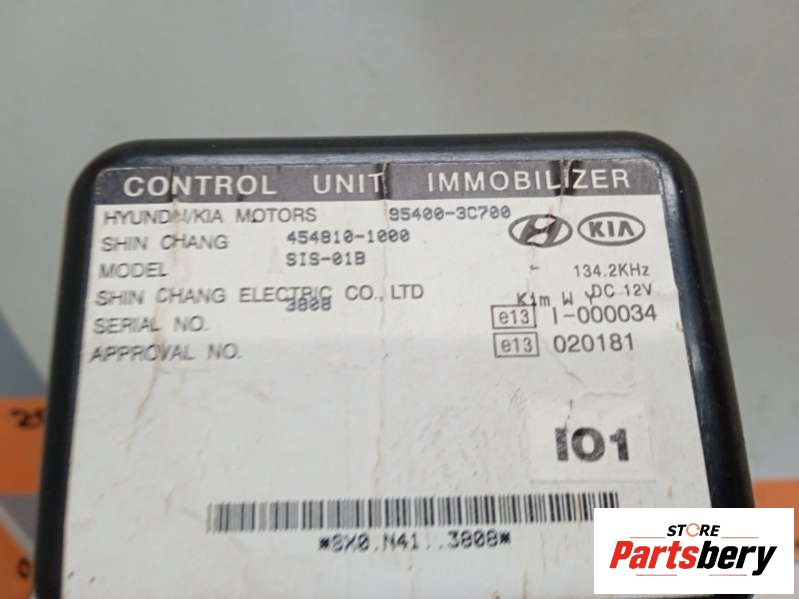 CONTROL UNIT IMMOBILIZER
HYUNDAI/KIA MOTORS 95400-3C700
SHIN CHANG 454810-1000
MODEL SIS-01B
KIA
134.2KHz
SHIN CHANG ELECTRIC CO., LTD
DC 12V
3808
Kim W Y
SERIAL NO.
e13 I-000034
APPROVAL NO.
e13 020181
I01
*8X0.N41..3808*
STORE
Partsbery